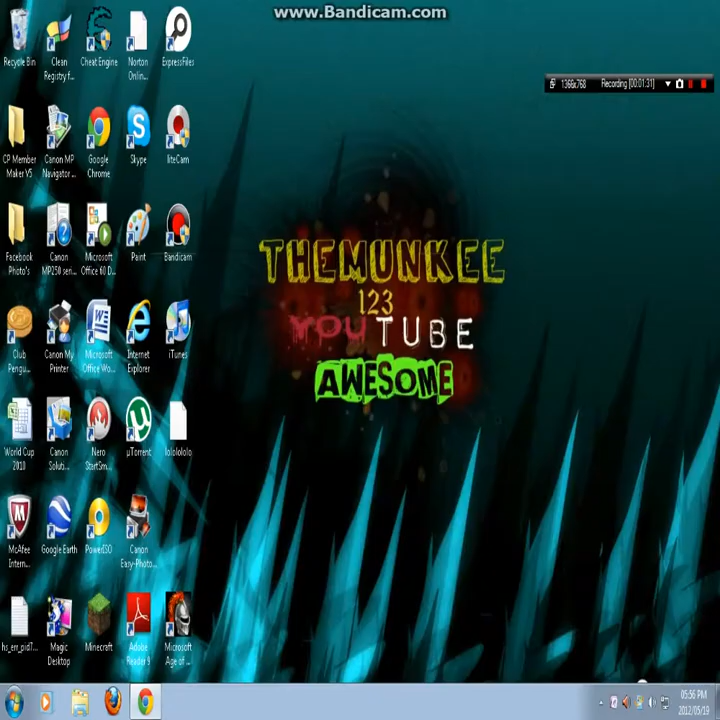 www.Bandicam.com
1366x768 Recording [00:01:31]
Recycle Bin
Clean Registry f...
Cheat Engine
Norton Onlin...
ExpressFiles
CP Member Maker V5
Canon MP Navigator ...
Google Chrome
Skype
liteCam
Facebook Photo's
Canon MP250 seri...
Microsoft Office 60 D...
Paint
Bandicam
THEMUNKEE
123
YOUTUBE
AWESOME
Club Pengu...
Canon My Printer
Microsoft Office Wo...
Internet Explorer
iTunes
World Cup 2010
Canon Soluti...
Nero StartSm...
µTorrent
lololololo
McAfee Intern...
Google Earth
PowerISO
Canon Easy-Photo...
hs_err_pid7...
Magic Desktop
Minecraft
Adobe Reader 9
Microsoft Age of ...
05:56 PM
2012/05/19